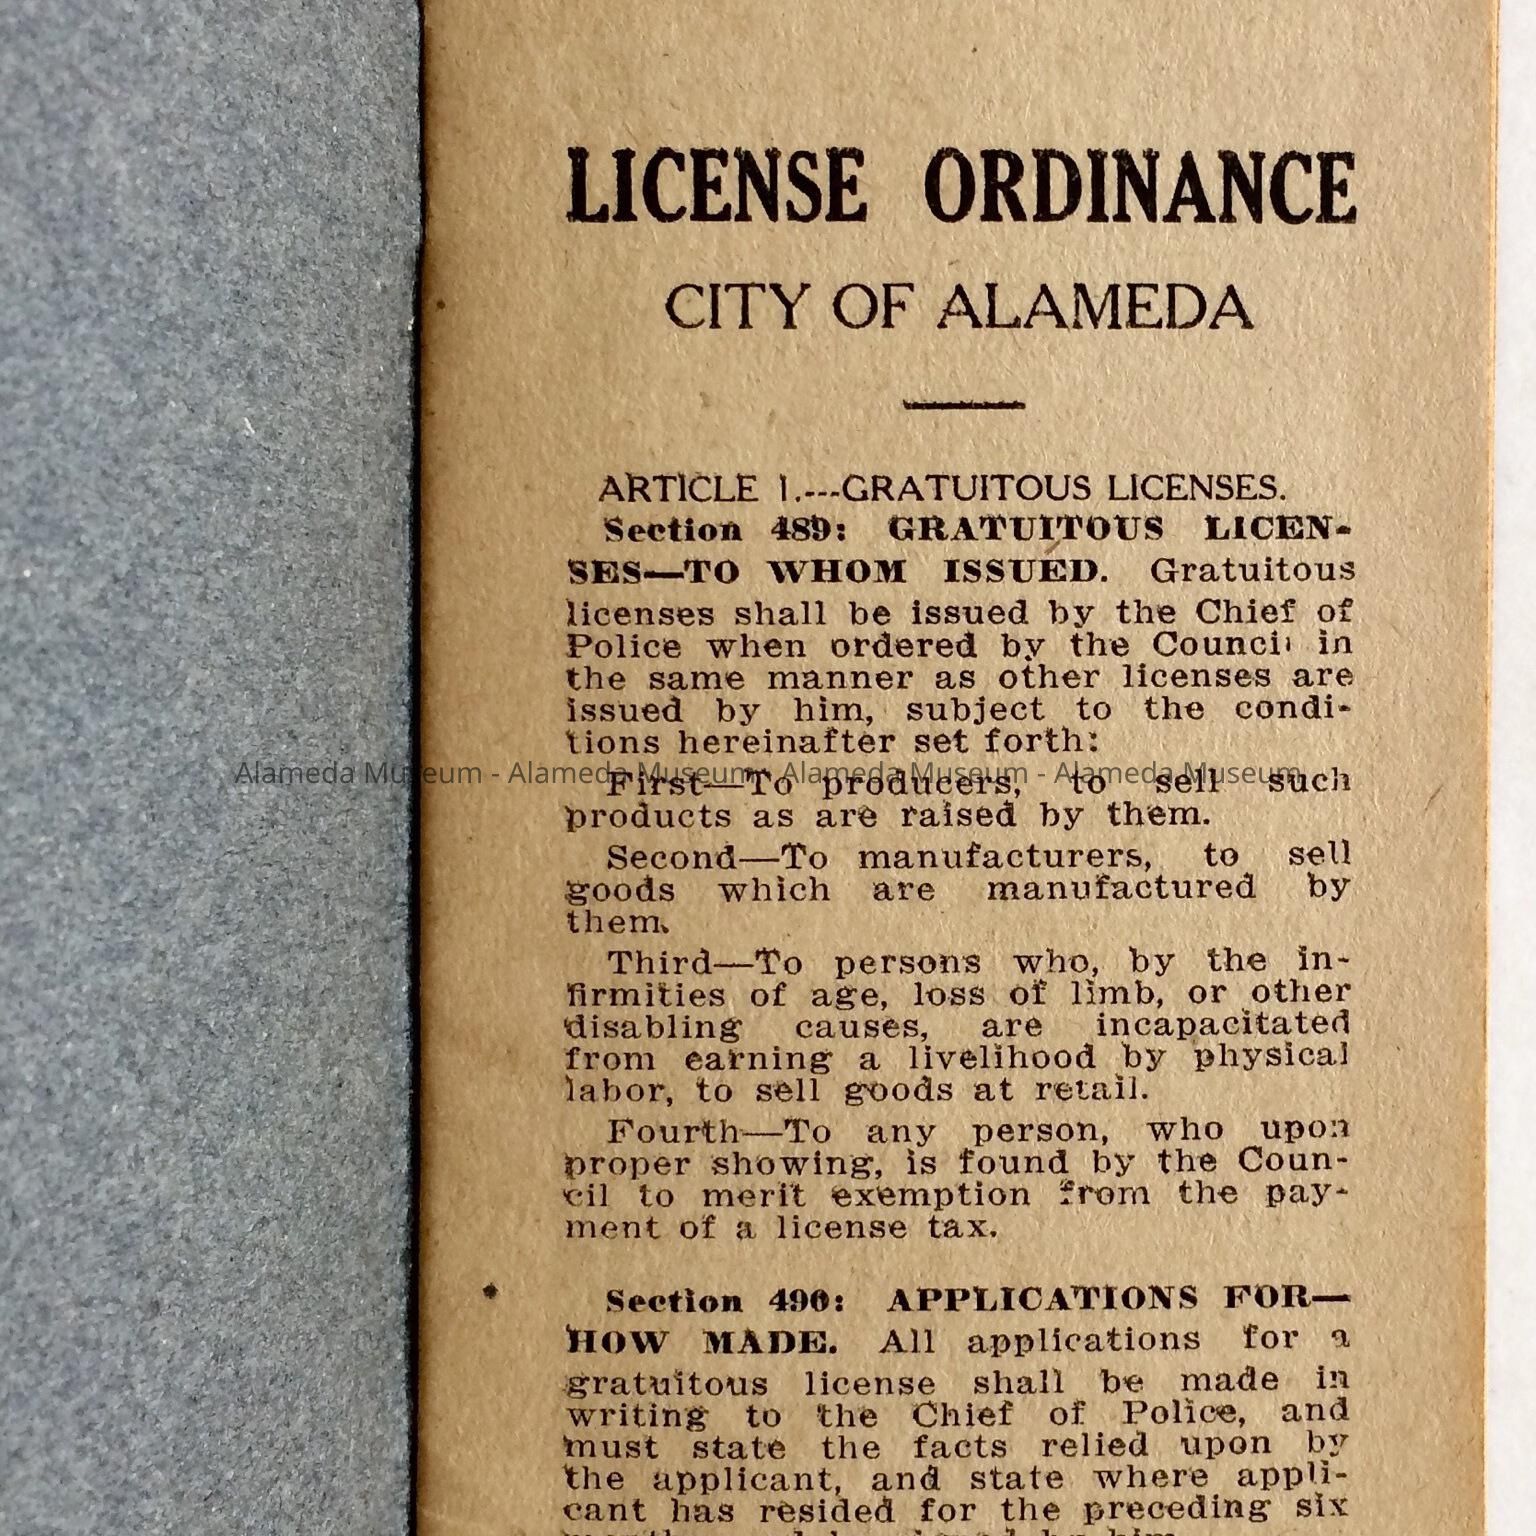 LICENSE ORDINANCE
CITY OF ALAMEDA
ARTICLE 1.---GRATUITOUS LICENSES.
Section 489: GRATUITOUS LICEN-
SES—TO WHOM ISSUED. Gratuitous
licenses shall be issued by the Chief of
Police when ordered by the Council in
the same manner as other licenses are
issued by him, subject to the condi-
tions hereinafter set forth:
Alameda Museum - Alameda Museum - Alameda Museum - Alameda Museum
First—To producers, to sell such
products as are raised by them.
Second—To manufacturers, to sell
goods which are manufactured by
them.
Third—To persons who, by the in-
firmities of age, loss of limb, or other
disabling causes, are incapacitated
from earning a livelihood by physical
labor, to sell goods at retail.
Fourth—To any person, who upon
proper showing, is found by the Coun-
cil to merit exemption from the pay-
ment of a license tax.
Section 490: APPLICATIONS FOR—
HOW MADE. All applications for a
gratuitous license shall be made in
writing to the Chief of Police, and
must state the facts relied upon by
the applicant, and state where appli-
cant has resided for the preceding six